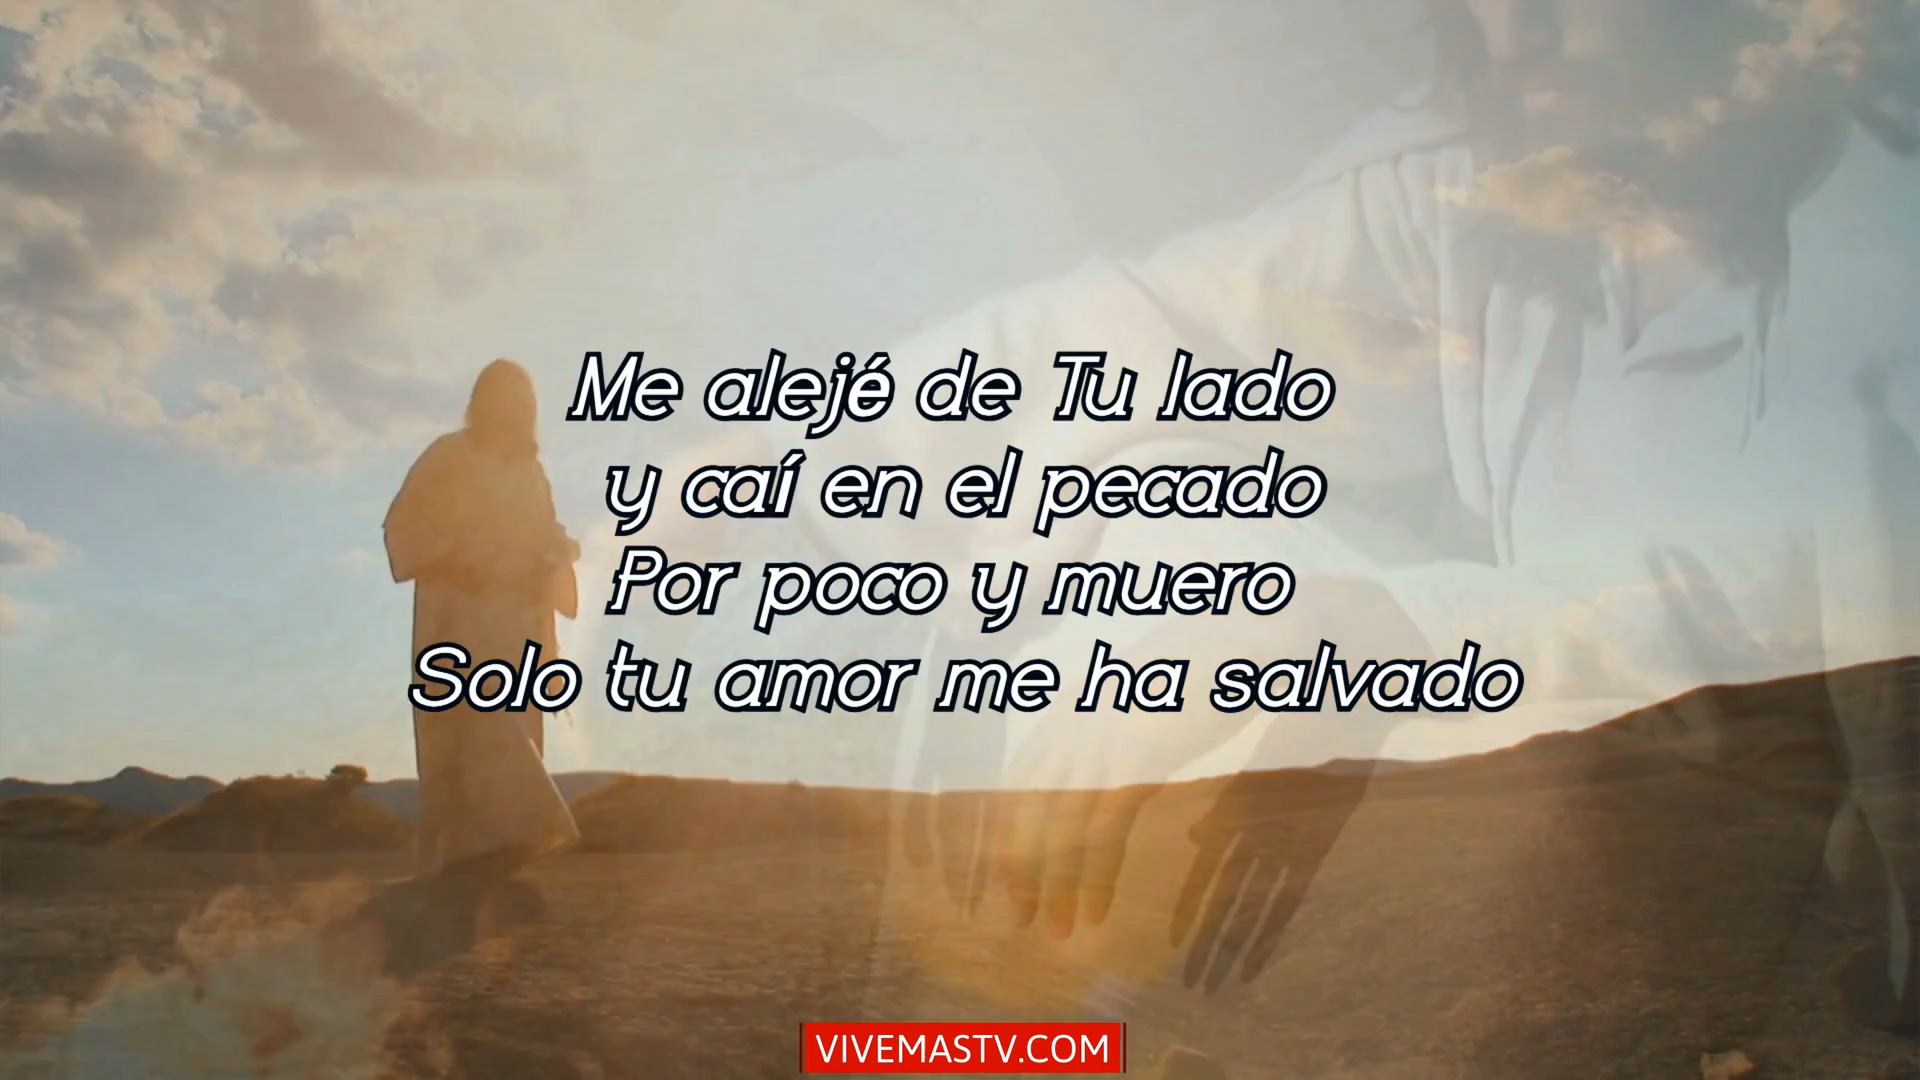 Me alejé de Tu lado
y caí en el pecado
Por poco y muero
Solo tu amor me ha salvado
VIVEMASTV.COM